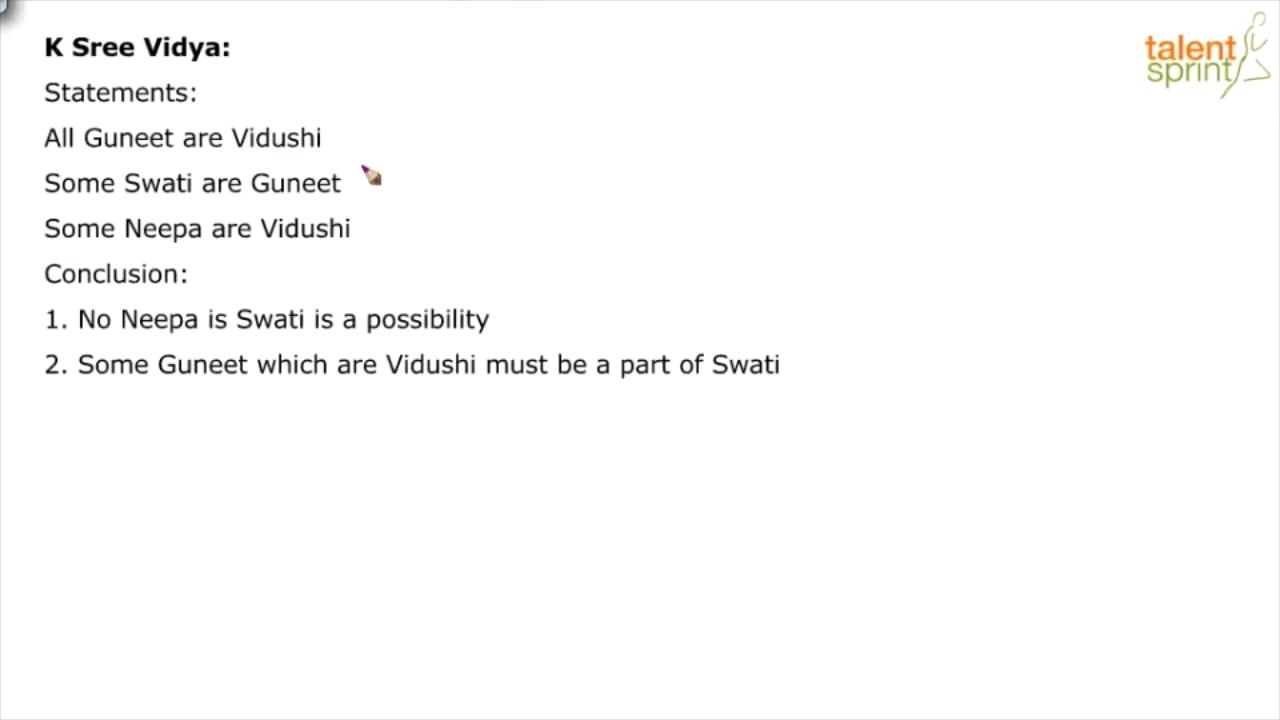 K Sree Vidya:
talent
sprint
Statements:
All Guneet are Vidushi
Some Swati are Guneet
Some Neepa are Vidushi
Conclusion:
1. No Neepa is Swati is a possibility
2. Some Guneet which are Vidushi must be a part of Swati